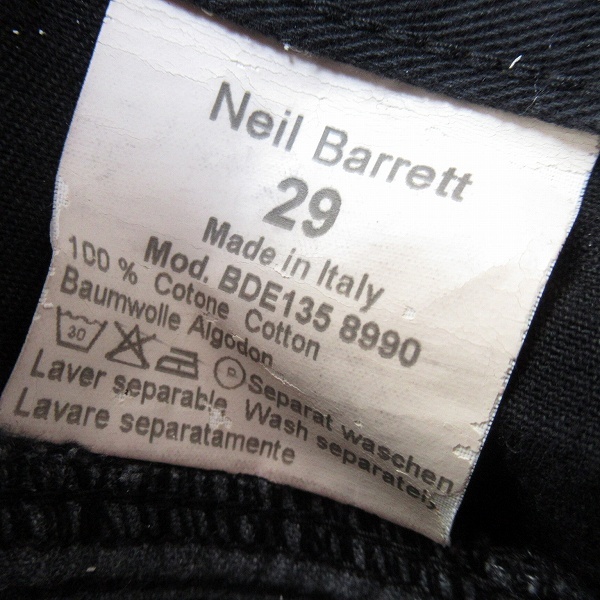 Neil Barrett
29
Made in Italy
Mod. BDE135 8990
100 % Cotone Cotton
Baumwolle Algodon
30 P Separat waschen
Laver separable Wash separatels
Lavare separatamente